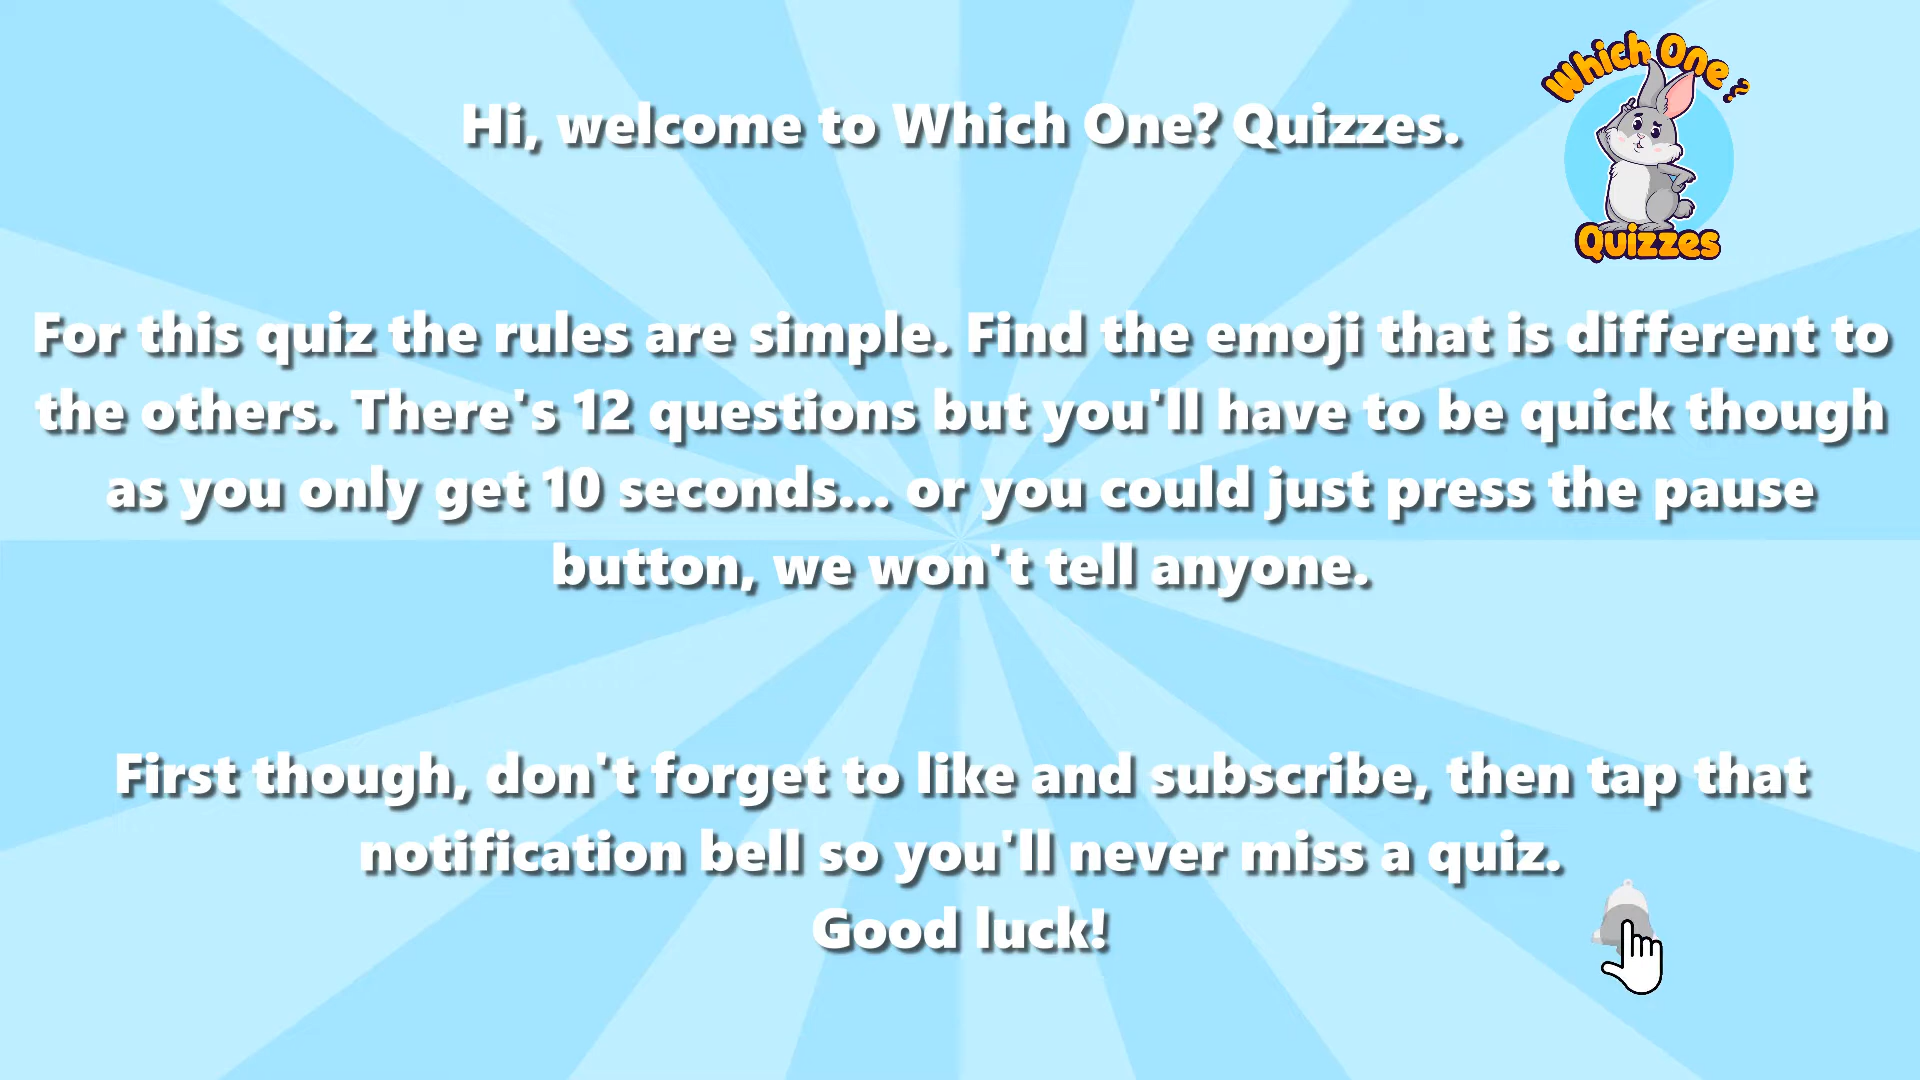 Which One?
Quizzes
Hi, welcome to Which One? Quizzes.
For this quiz the rules are simple. Find the emoji that is different to
the others. There's 12 questions but you'll have to be quick though
as you only get 10 seconds... or you could just press the pause
button, we won't tell anyone.
First though, don't forget to like and subscribe, then tap that
notification bell so you'll never miss a quiz.
Good luck!